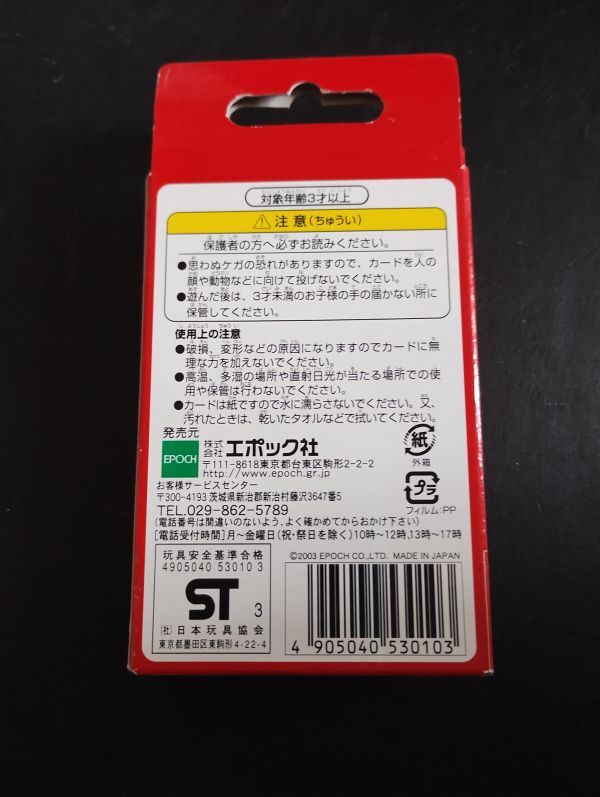 対象年齢3才以上
⚠注意(ちゅうい)
保護者の方へ必ずお読みください。
●思わぬケガの恐れがありますので、カードを人の
顔や動物などに向けて投げないでください。
●遊んだ後は、3才未満のお子様の手の届かない所に
保管してください。
使用上の注意
●破損、変形などの原因になりますのでカードに無
理な力を加えないでください。
●高温、多湿の場所や直射日光が当たる場所での使
用や保管は行わないでください。
●カードは紙ですので水に濡らさないでください。又、
汚れたときは、乾いたタオルなどで拭いてください。
発売元
EPOCH
株式会社エポック社
〒111-8618東京都台東区駒形2-2-2
http://www.epoch.gr.jp
紙
外箱
プラ
フィルム:PP
お客様サービスセンター
〒300-4193 茨城県新治郡新治村藤沢3647番5
TEL.029-862-5789
(電話番号は間違いのないよう、よく確かめてからおかけ下さい)
[電話受付時間]月〜金曜日(祝・祭日を除く)10時〜12時,13時〜17時
玩具安全基準合格
4905040 53010 3
ST 3
(社)日本玩具協会
東京都墨田区東駒形4-22-4
©2003 EPOCH CO.,LTD. MADE IN JAPAN
4 905040 530103